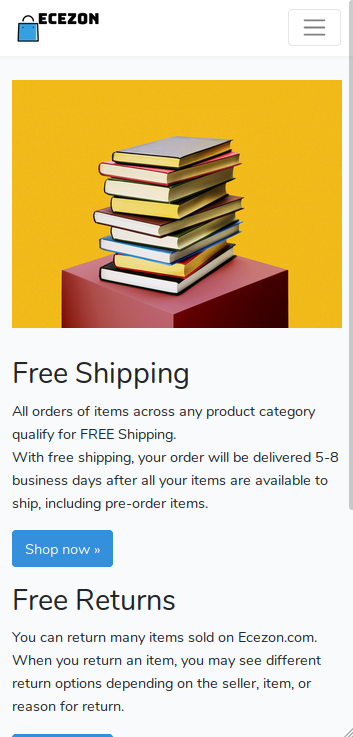 ECEZON
Free Shipping
All orders of items across any product category
qualify for FREE Shipping.
With free shipping, your order will be delivered 5-8
business days after all your items are available to
ship, including pre-order items.
Shop now »
Free Returns
You can return many items sold on Ecezon.com.
When you return an item, you may see different
return options depending on the seller, item, or
reason for return.